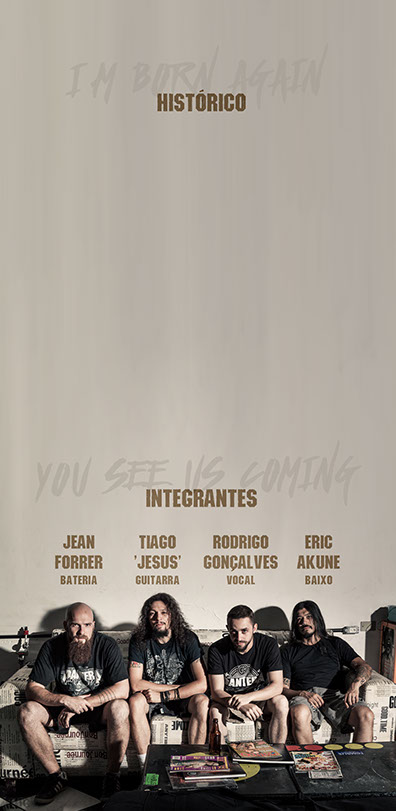 I'M BORN AGAIN
HISTÓRICO
YOU SEE US COMING
INTEGRANTES
JEAN
FORRER
BATERIA
TIAGO
'JESUS'
GUITARRA
RODRIGO
GONÇALVES
VOCAL
ERIC
AKUNE
BAIXO
PANTERA